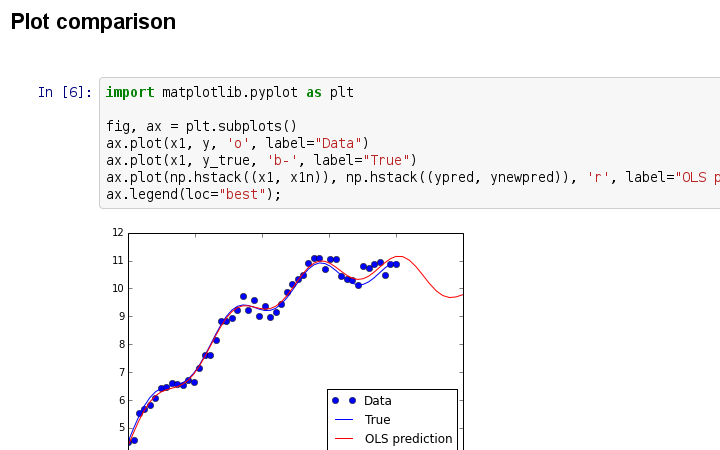 Plot comparison
In [6]: import matplotlib.pyplot as plt
fig, ax = plt.subplots()
ax.plot(x1, y, 'o', label="Data")
ax.plot(x1, y_true, 'b-', label="True")
ax.plot(np.hstack((x1, x1n)), np.hstack((ypred, ynewpred)), 'r', label="OLS p
ax.legend(loc="best");
12
11
10
9
8
7
6
5
Data
True
OLS prediction